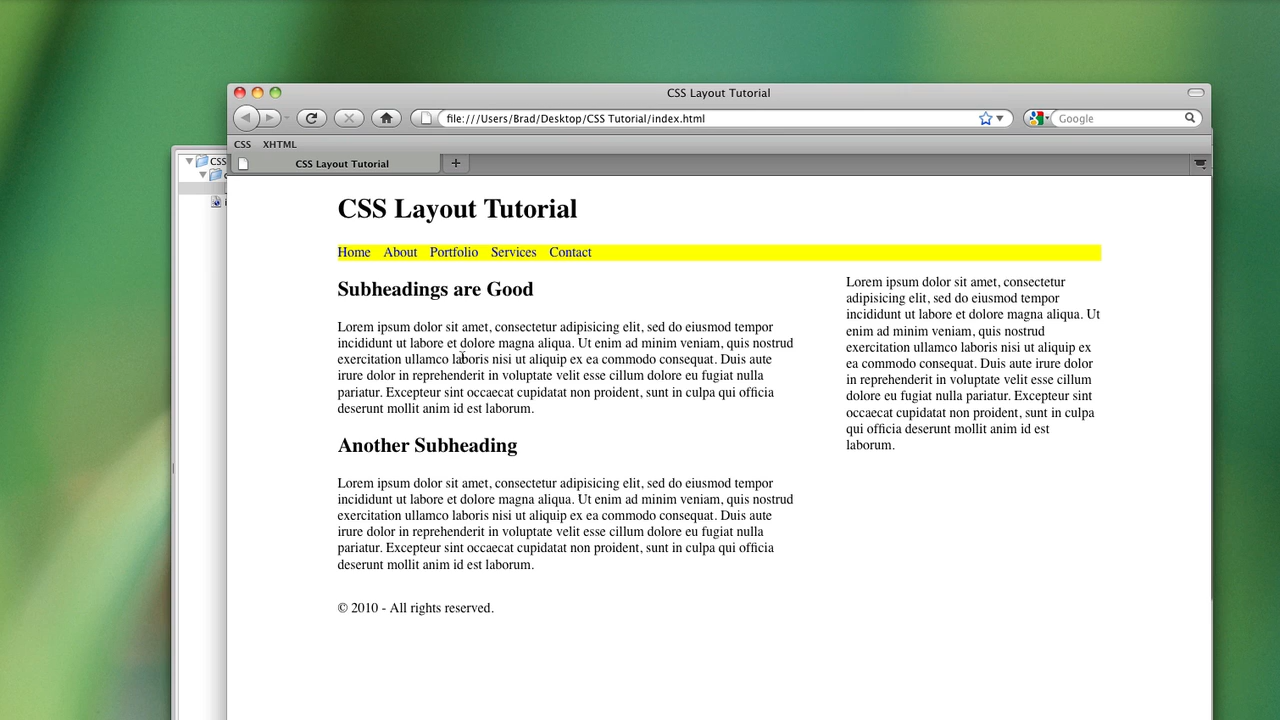 CSS Layout Tutorial
file:///Users/Brad/Desktop/CSS Tutorial/index.html
Google
CSS XHTML
CSS Layout Tutorial
CSS
CSS Layout Tutorial
Home About Portfolio Services Contact
Subheadings are Good
Lorem ipsum dolor sit amet, consectetur adipisicing elit, sed do eiusmod tempor
incididunt ut labore et dolore magna aliqua. Ut enim ad minim veniam, quis nostrud
exercitation ullamco laboris nisi ut aliquip ex ea commodo consequat. Duis aute
irure dolor in reprehenderit in voluptate velit esse cillum dolore eu fugiat nulla
pariatur. Excepteur sint occaecat cupidatat non proident, sunt in culpa qui officia
deserunt mollit anim id est laborum.
Another Subheading
Lorem ipsum dolor sit amet, consectetur adipisicing elit, sed do eiusmod tempor
incididunt ut labore et dolore magna aliqua. Ut enim ad minim veniam, quis nostrud
exercitation ullamco laboris nisi ut aliquip ex ea commodo consequat. Duis aute
irure dolor in reprehenderit in voluptate velit esse cillum dolore eu fugiat nulla
pariatur. Excepteur sint occaecat cupidatat non proident, sunt in culpa qui officia
deserunt mollit anim id est laborum.
Lorem ipsum dolor sit amet, consectetur
adipisicing elit, sed do eiusmod tempor
incididunt ut labore et dolore magna aliqua. Ut
enim ad minim veniam, quis nostrud
exercitation ullamco laboris nisi ut aliquip ex
ea commodo consequat. Duis aute irure dolor
in reprehenderit in voluptate velit esse cillum
dolore eu fugiat nulla pariatur. Excepteur sint
occaecat cupidatat non proident, sunt in culpa
qui officia deserunt mollit anim id est
laborum.
© 2010 - All rights reserved.